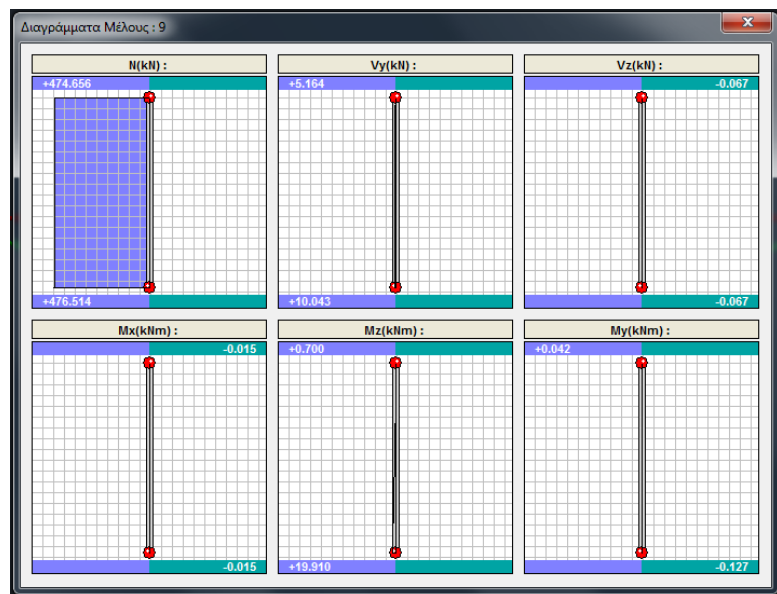 Διαγράμματα Μέλους : 9
N(kN) :
+474.656
+476.514
Vy(kN) :
+5.164
+10.043
Vz(kN) :
-0.067
-0.067
Mx(kNm) :
-0.015
-0.015
Mz(kNm) :
+0.700
+19.910
My(kNm) :
+0.042
-0.127